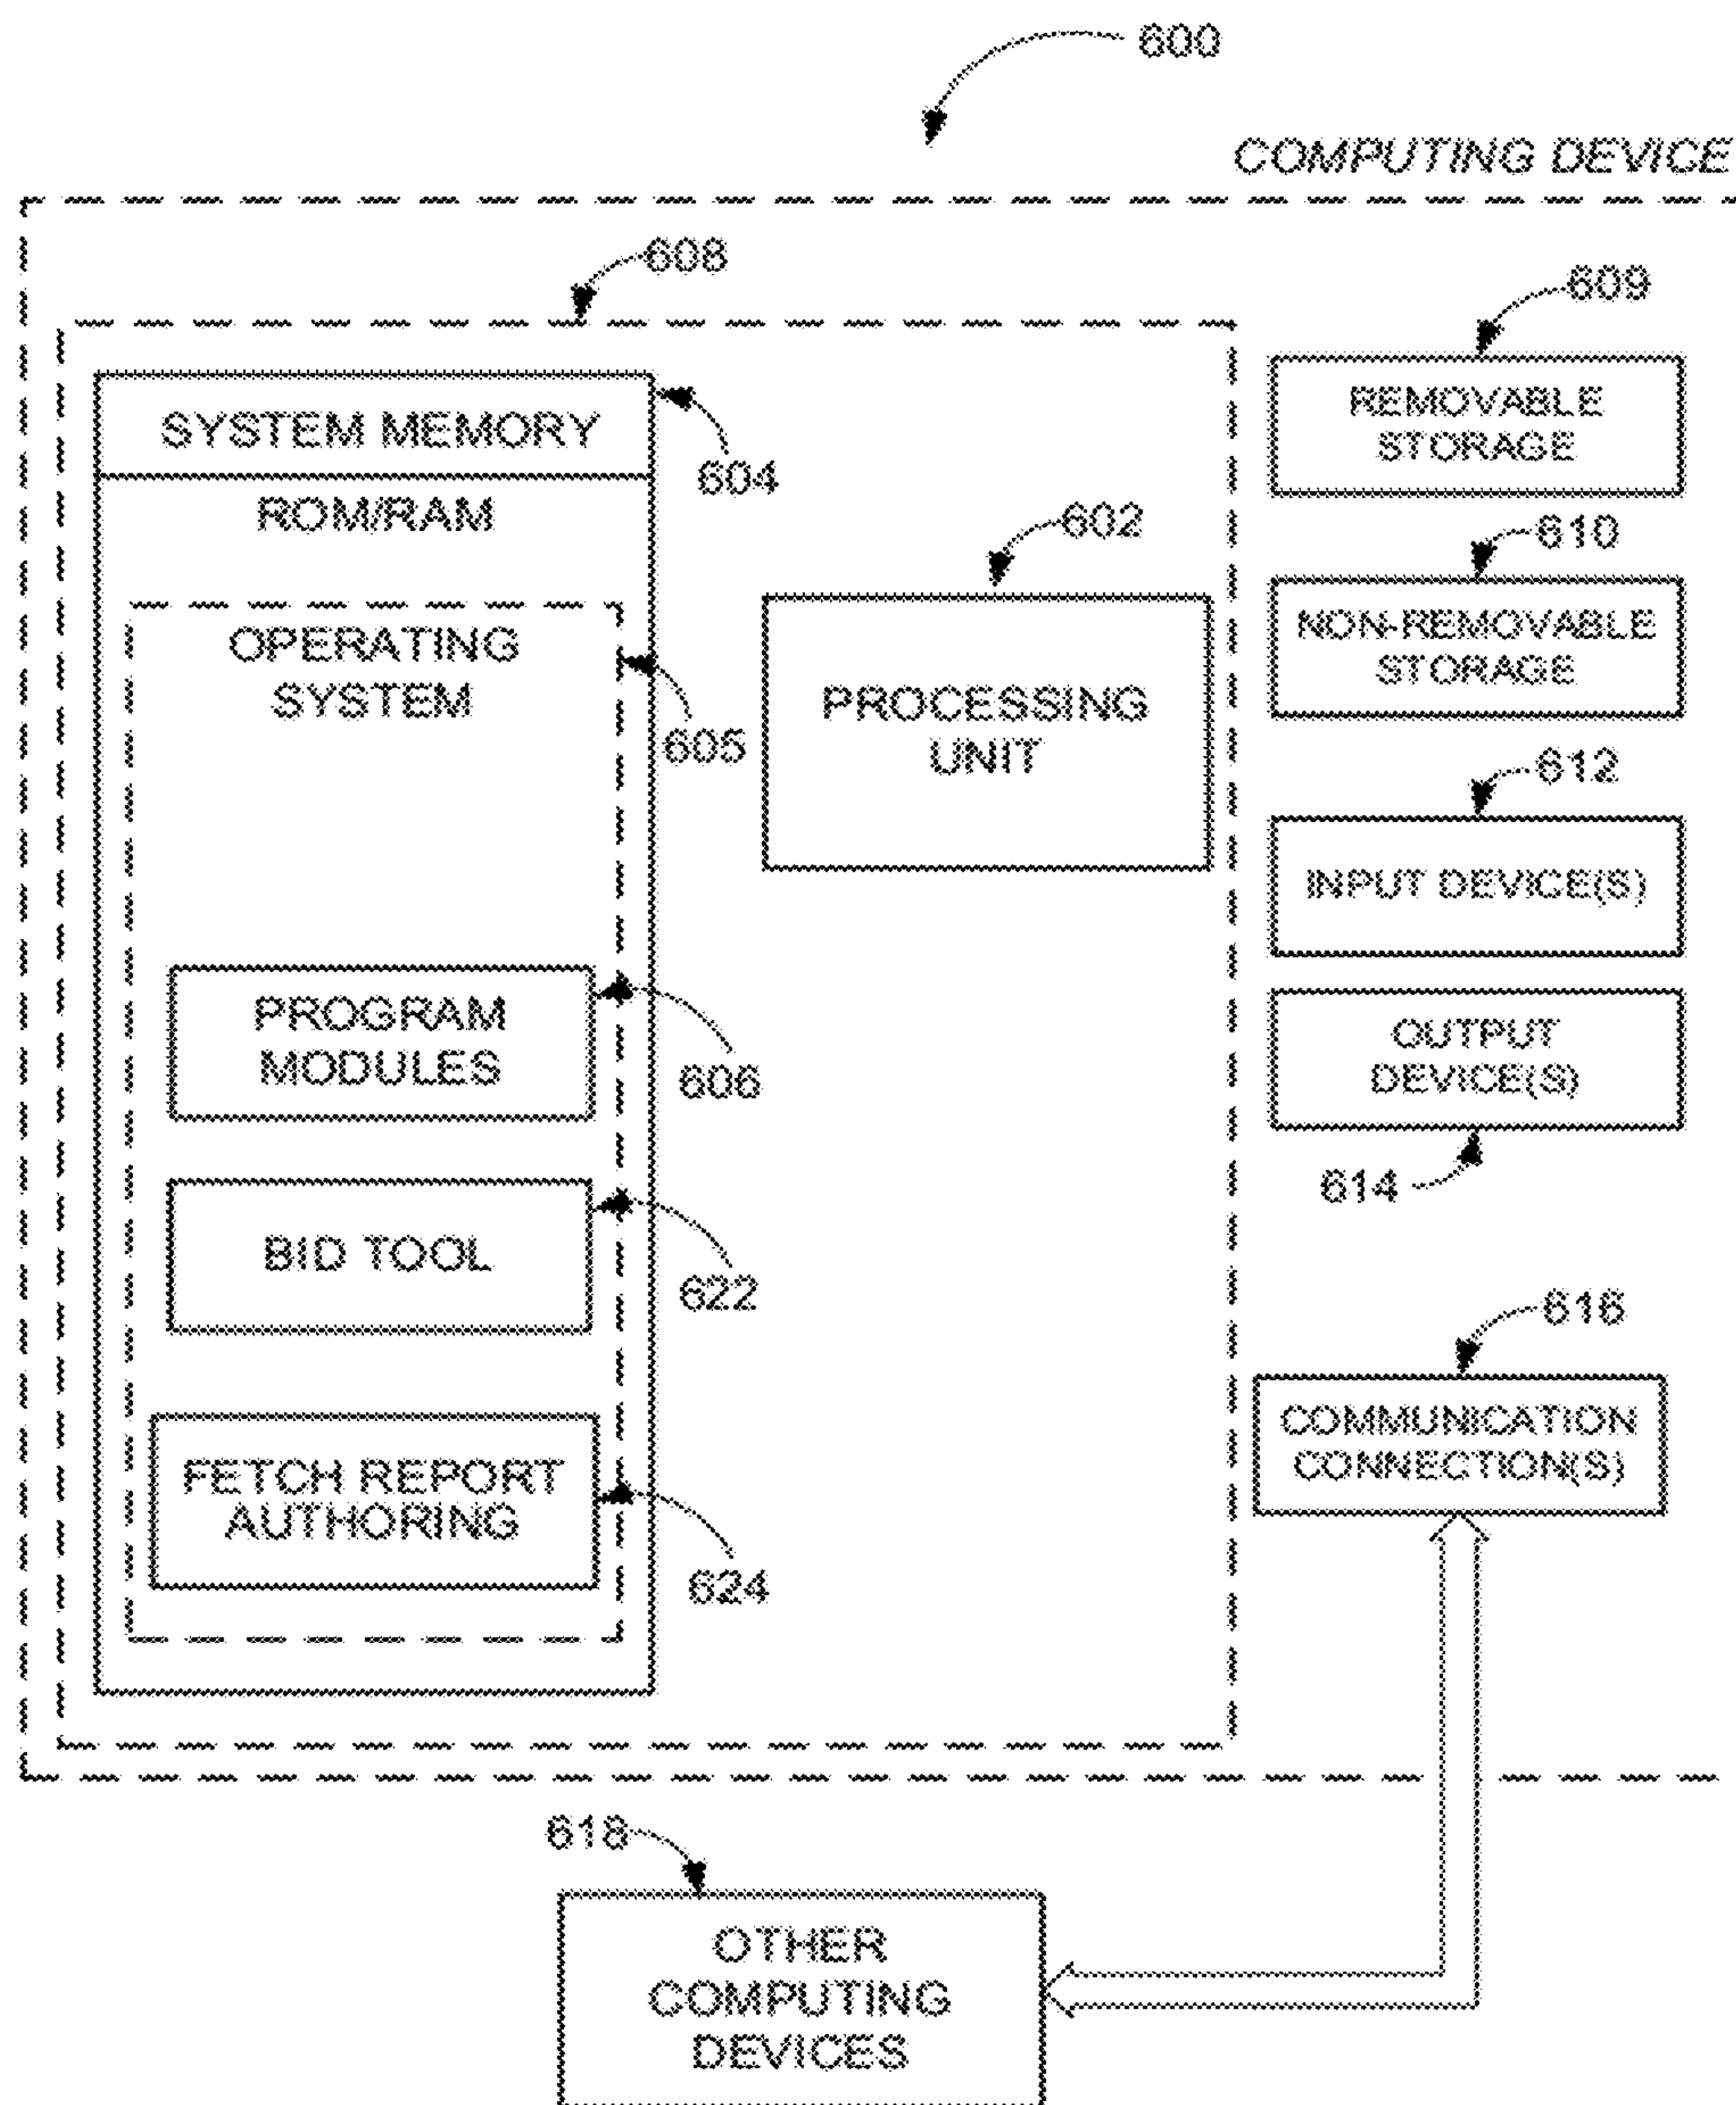 600
COMPUTING DEVICE
608
609
SYSTEM MEMORY
604
ROM/RAM
REMOVABLE
STORAGE
602
610
OPERATING
SYSTEM
605
PROCESSING
UNIT
NON-REMOVABLE
STORAGE
612
INPUT DEVICE(S)
PROGRAM
MODULES
606
OUTPUT
DEVICE(S)
614
BID TOOL
622
616
COMMUNICATION
CONNECTION(S)
FETCH REPORT
AUTHORING
624
618
OTHER
COMPUTING
DEVICES